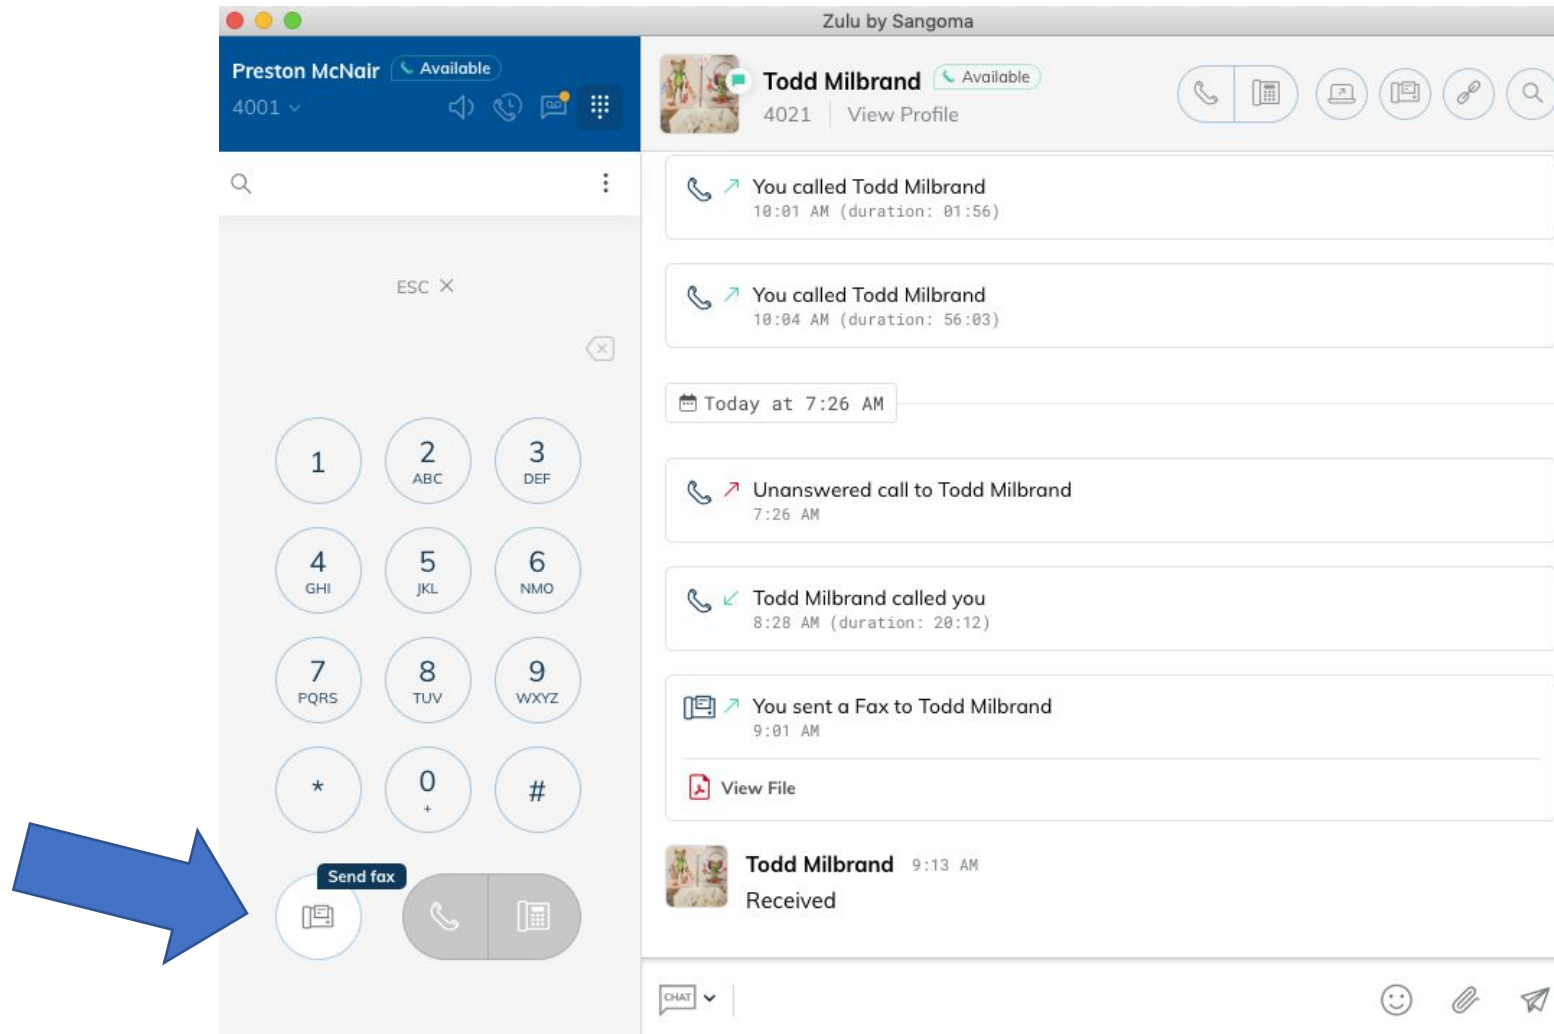 Zulu by Sangoma
Preston McNair Available
4001
ESC
1
2
ABC
3
DEF
4
GHI
5
JKL
6
NMO
7
PQRS
8
TUV
9
WXYZ
*
0
+
#
Send fax
Todd Milbrand Available
4021 View Profile
You called Todd Milbrand
10:01 AM (duration: 01:56)
You called Todd Milbrand
10:04 AM (duration: 56:03)
Today at 7:26 AM
Unanswered call to Todd Milbrand
7:26 AM
Todd Milbrand called you
8:28 AM (duration: 20:12)
You sent a Fax to Todd Milbrand
9:01 AM
View File
Todd Milbrand 9:13 AM
Received
CHAT